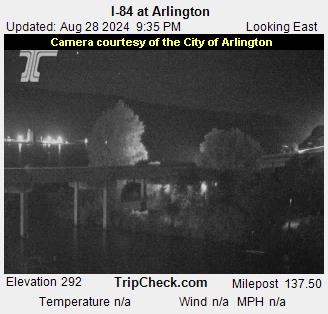 I-84 at Arlington
Updated: Aug 28 2024 9:35 PM Looking East
Camera courtesy of the City of Arlington
Elevation 292 TripCheck.com Milepost 137.50
Temperature n/a Wind n/a MPH n/a